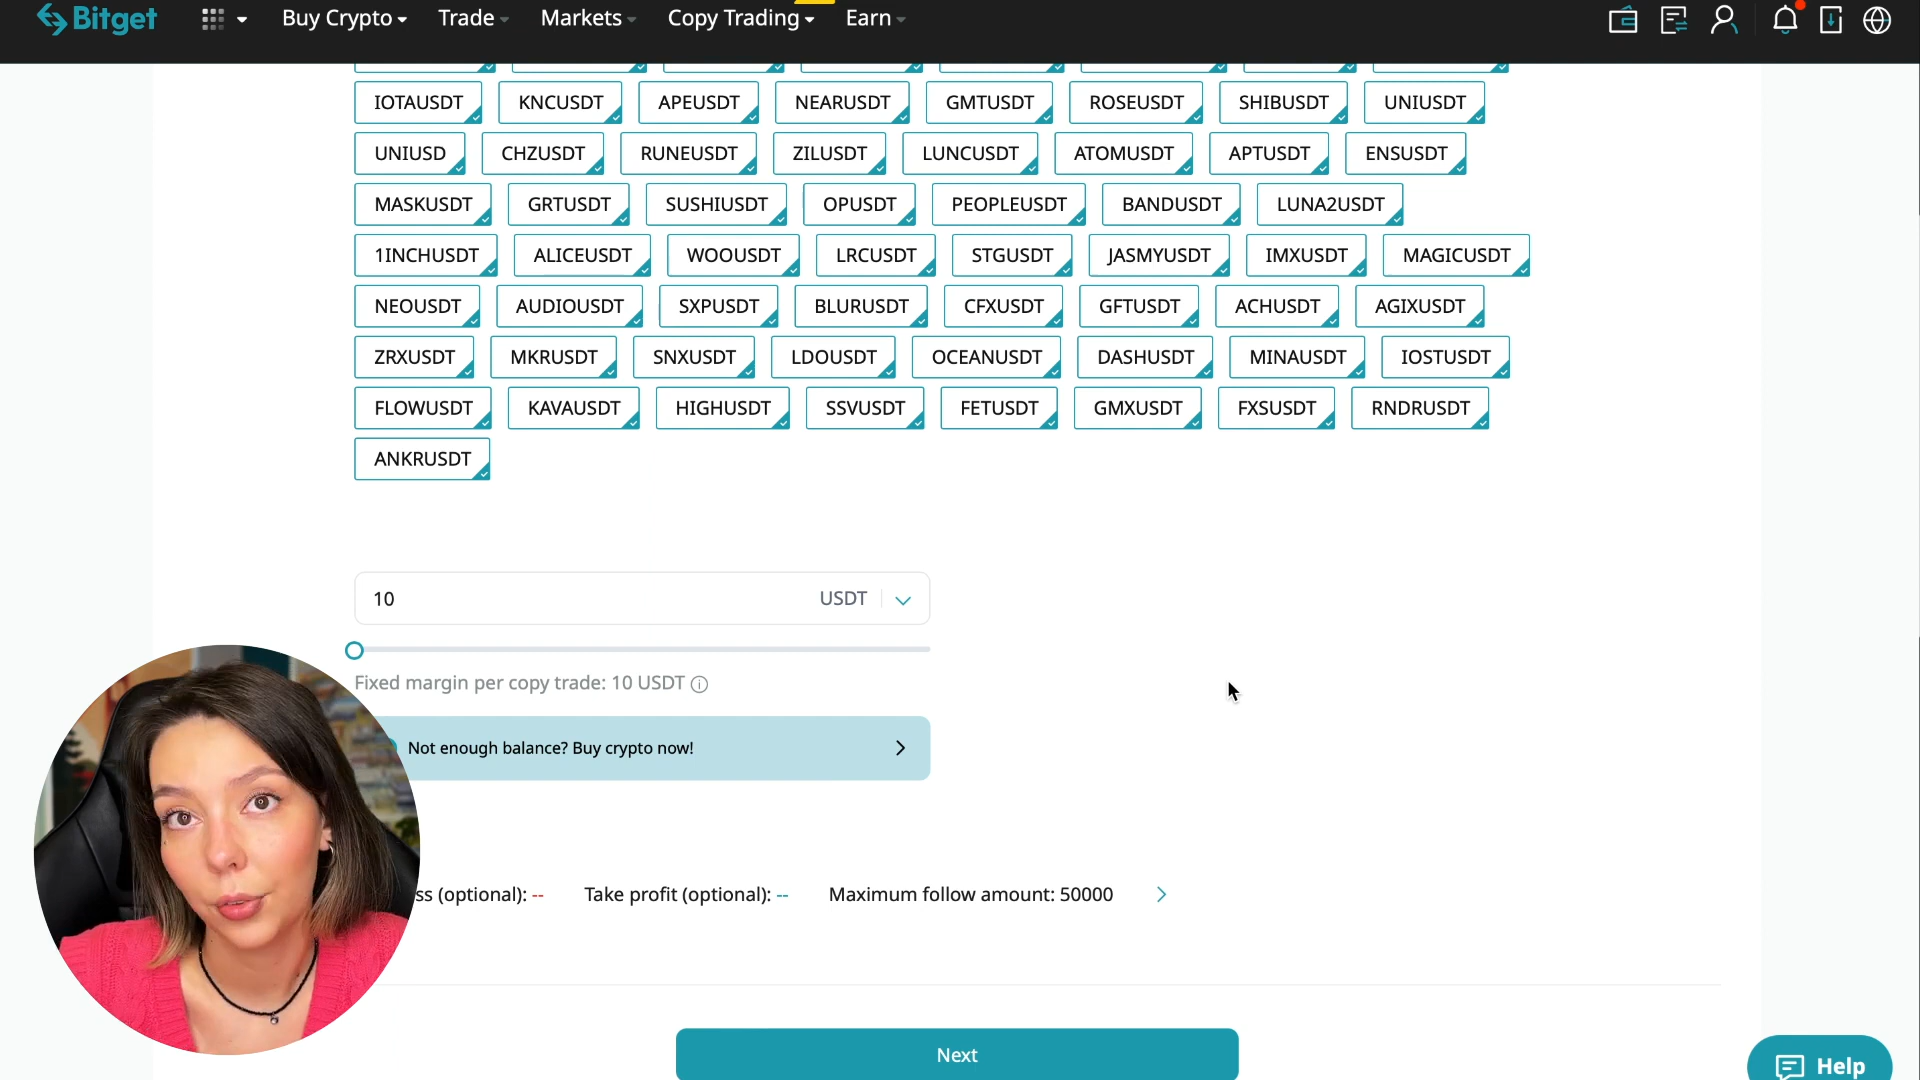 Bitget Buy Crypto Trade Markets Copy Trading Earn
IOTAUSDT KNCUSDT APEUSDT NEARUSDT GMTUSDT ROSEUSDT SHIBUSDT UNIUSDT
UNIUSD CHZUSDT RUNEUSDT ZILUSDT LUNCUSDT ATOMUSDT APTUSDT ENSUSDT
MASKUSDT GRTUSDT SUSHIUSDT OPUSDT PEOPLEUSDT BANDUSDT LUNA2USDT
1INCHUSDT ALICEUSDT WOOUSDT LRCUSDT STGUSDT JASMYUSDT IMXUSDT MAGICUSDT
NEOUSDT AUDIOUSDT SXPUSDT BLURUSDT CFXUSDT GFTUSDT ACHUSDT AGIXUSDT
ZRXUSDT MKRUSDT SNXUSDT LDOUSDT OCEANUSDT DASHUSDT MINAUSDT IOSTUSDT
FLOWUSDT KAVAUSDT HIGHUSDT SSVUSDT FETUSDT GMXUSDT FXSUSDT RNDRUSDT
ANKRUSDT
10 USDT
Fixed margin per copy trade: 10 USDT
Not enough balance? Buy crypto now!
ss (optional): -- Take profit (optional): -- Maximum follow amount: 50000
Next
Help